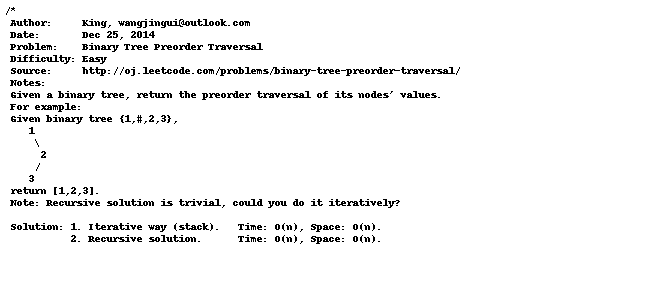 /*
 Author:     King, wangjingui@outlook.com
 Date:       Dec 25, 2014
 Problem:    Binary Tree Preorder Traversal
 Difficulty: Easy
 Source:     http://oj.leetcode.com/problems/binary-tree-preorder-traversal/
 Notes:
 Given a binary tree, return the preorder traversal of its nodes' values.
 For example:
 Given binary tree {1,#,2,3},
    1
     \
      2
     /
    3
 return [1,2,3].
 Note: Recursive solution is trivial, could you do it iteratively?

 Solution: 1. Iterative way (stack).   Time: O(n), Space: O(n).
           2. Recursive solution.      Time: O(n), Space: O(n).